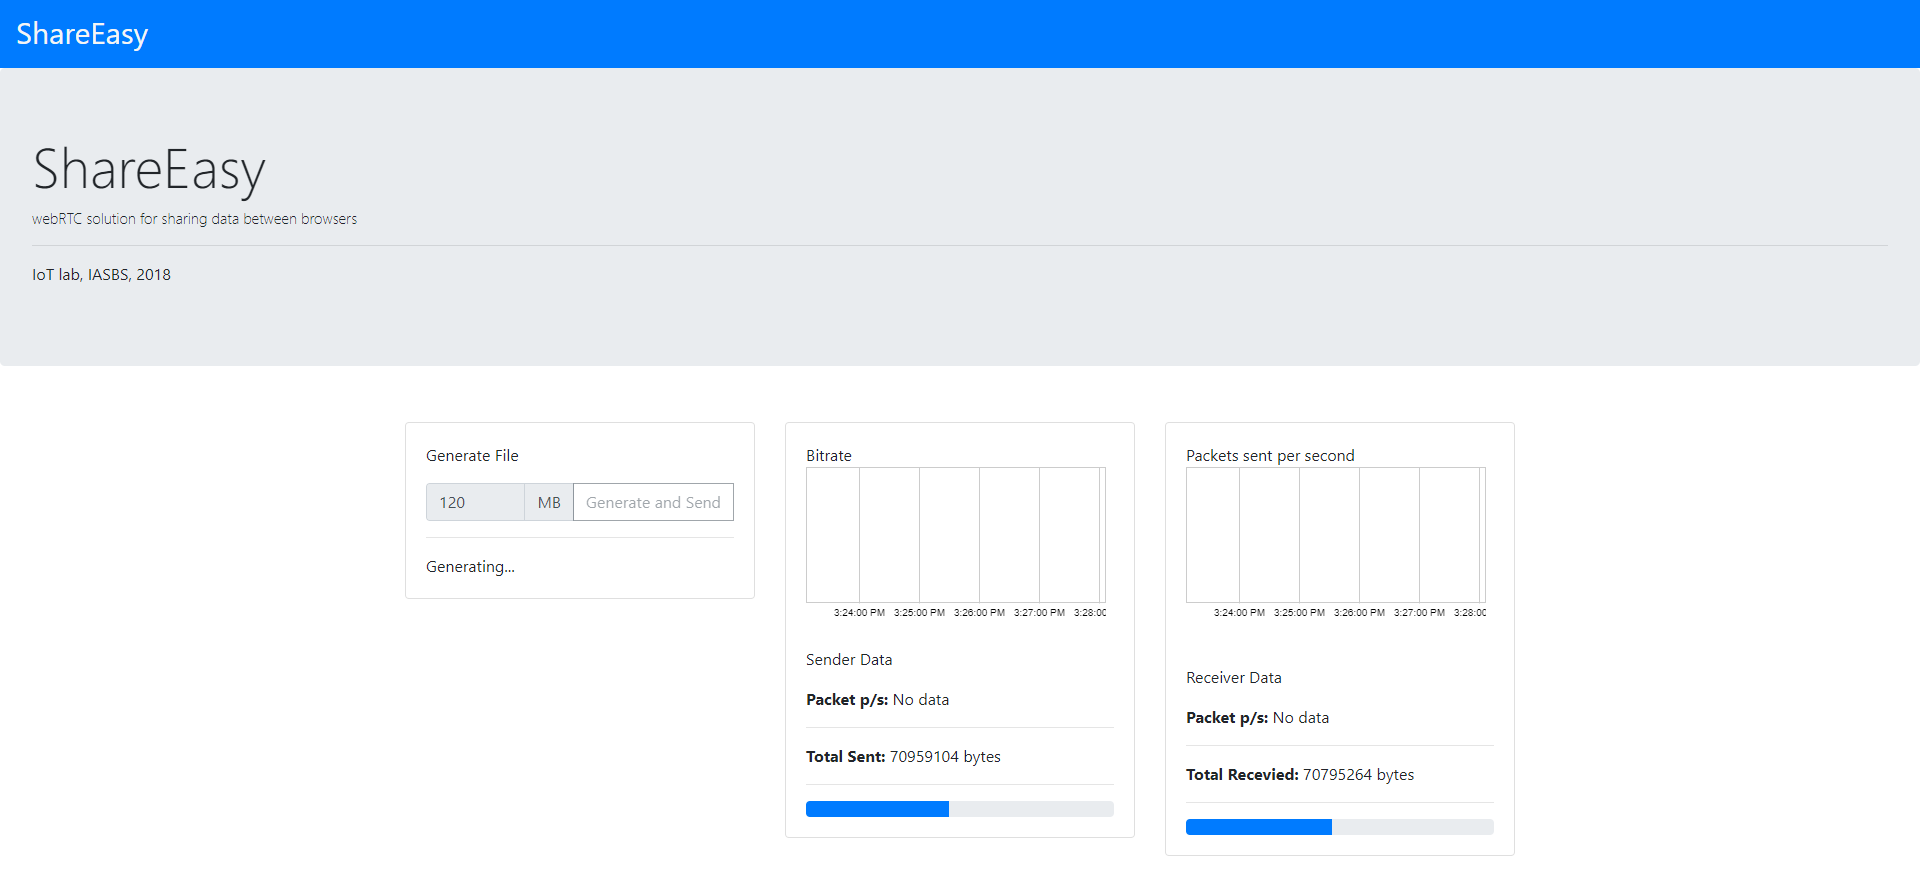 ShareEasy
ShareEasy
webRTC solution for sharing data between browsers
IoT lab, IASBS, 2018
Generate File
120 MB Generate and Send
Generating...
Bitrate
3:24:00 PM 3:25:00 PM 3:26:00 PM 3:27:00 PM 3:28:00
Sender Data
Packet p/s: No data
Total Sent: 70959104 bytes
Packets sent per second
3:24:00 PM 3:25:00 PM 3:26:00 PM 3:27:00 PM 3:28:00
Receiver Data
Packet p/s: No data
Total Recevied: 70795264 bytes